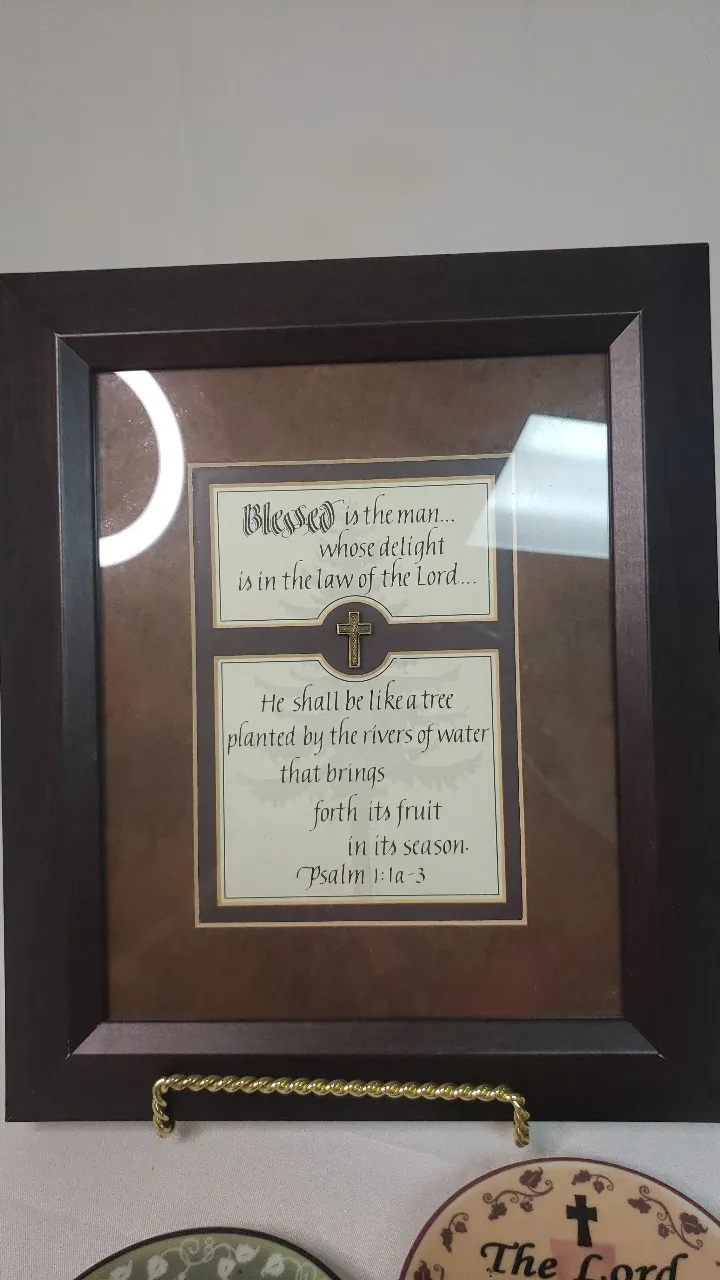 Blessed is the man...
whose delight
is in the law of the Lord...
He shall be like a tree
planted by the rivers of water
that brings
forth its fruit
in its season.
Psalm 1:1a-3
The Lord